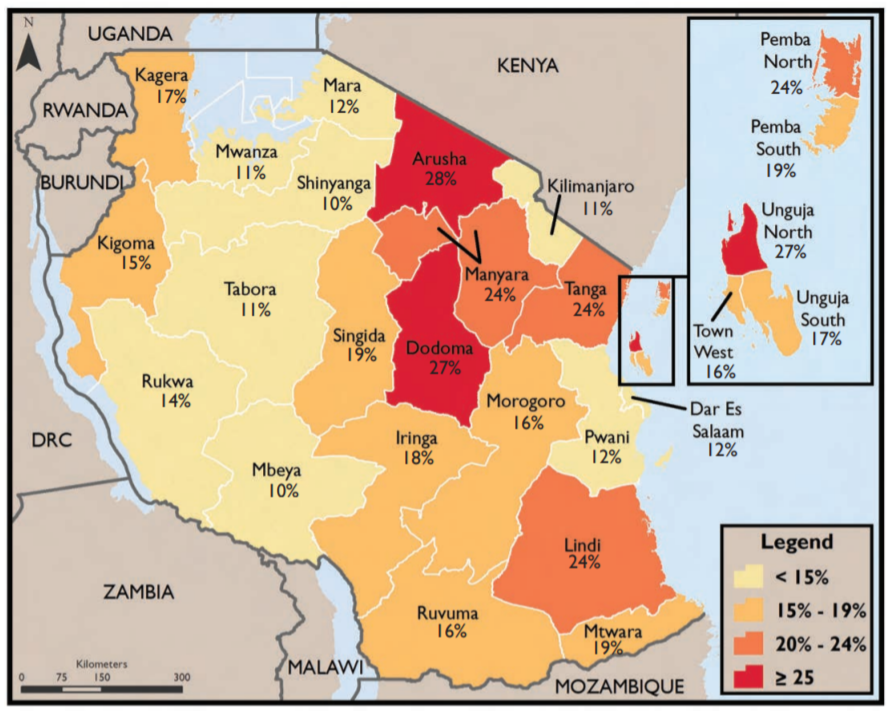 N
UGANDA
KENYA
RWANDA
BURUNDI
DRC
ZAMBIA
MALAWI
MOZAMBIQUE
Kagera
17%
Mara
12%
Mwanza
11%
Shinyanga
10%
Arusha
28%
Kilimanjaro
11%
Kigoma
15%
Tabora
11%
Manyara
24%
Tanga
24%
Singida
19%
Dodoma
27%
Rukwa
14%
Morogoro
16%
Dar Es
Salaam
12%
Pwani
12%
Iringa
18%
Mbeya
10%
Lindi
24%
Ruvuma
16%
Mtwara
19%
Pemba
North
24%
Pemba
South
19%
Unguja
North
27%
Unguja
South
17%
Town
West
16%
Legend
< 15%
15% - 19%
20% - 24%
≥ 25
Kilometers
0 75 150 300